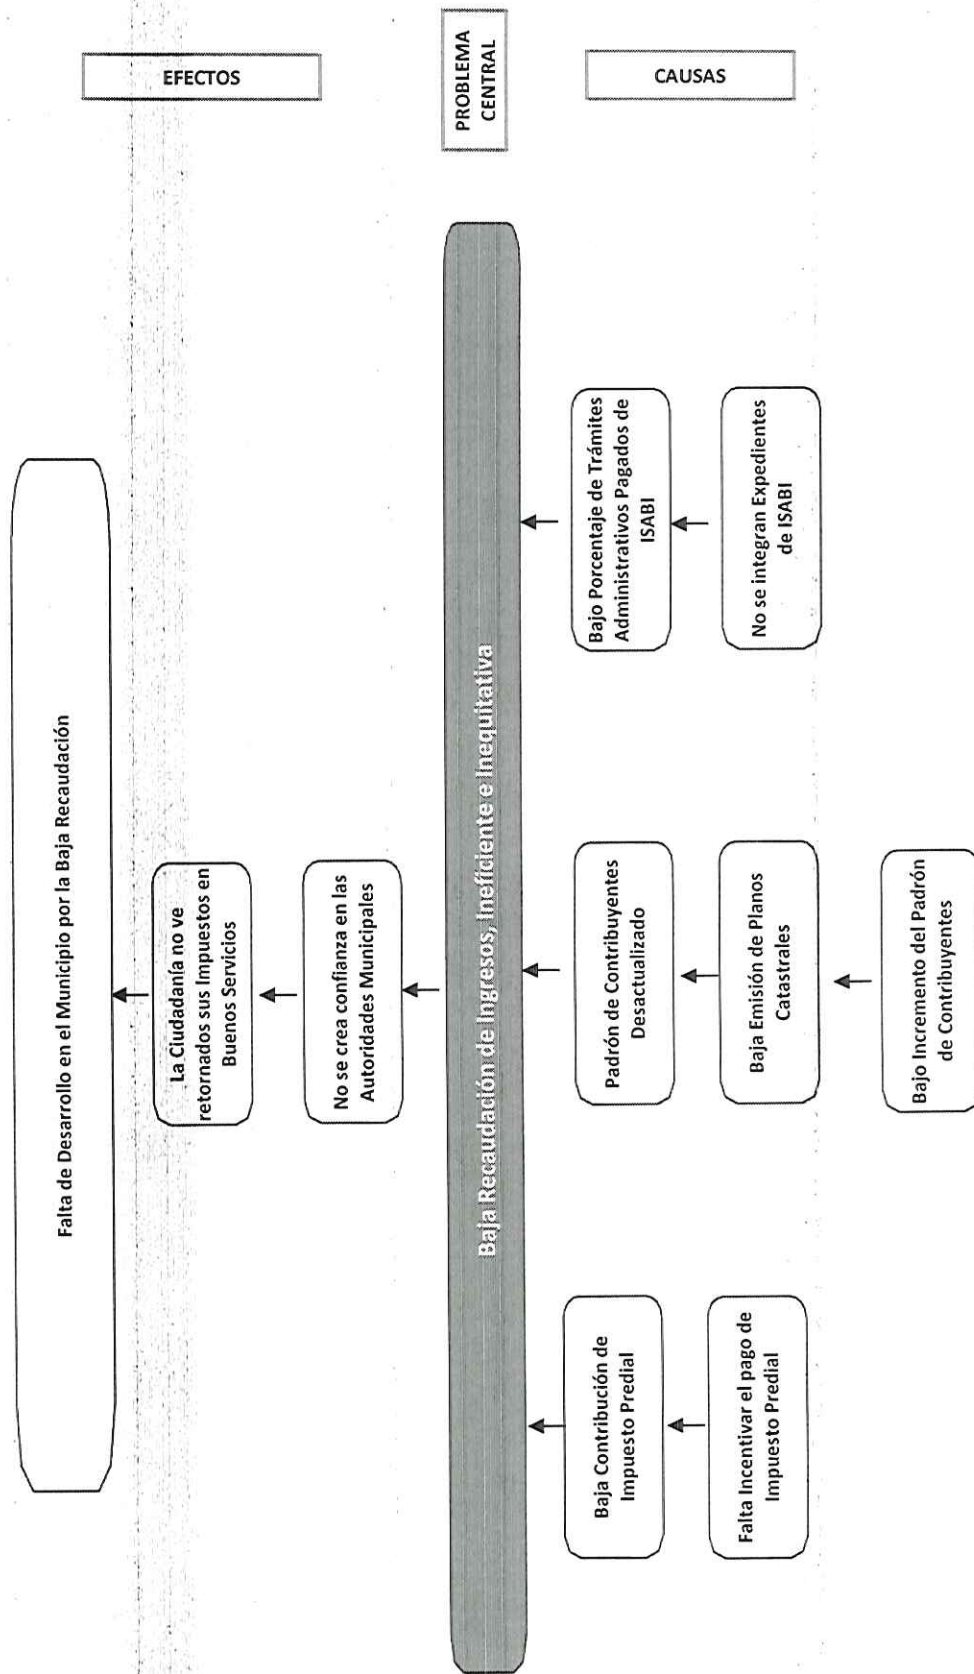 Falta de Desarrollo en el Municipio por la Baja Recaudación
EFECTOS
La Ciudadanía no ve
retornados sus Impuestos en
Buenos Servicios
No se crea confianza en las
Autoridades Municipales
Baja Recaudación de Ingresos, Ineficiente e Inequitativa
PROBLEMA
CENTRAL
Baja Contribución de
Impuesto Predial
Padrón de Contribuyentes
Desactualizado
Bajo Porcentaje de Trámites
Administrativos Pagados de
ISABI
CAUSAS
Falta Incentivar el pago de
Impuesto Predial
Baja Emisión de Planos
Catastrales
No se integran Expedientes
de ISABI
Bajo Incremento del Padrón
de Contribuyentes